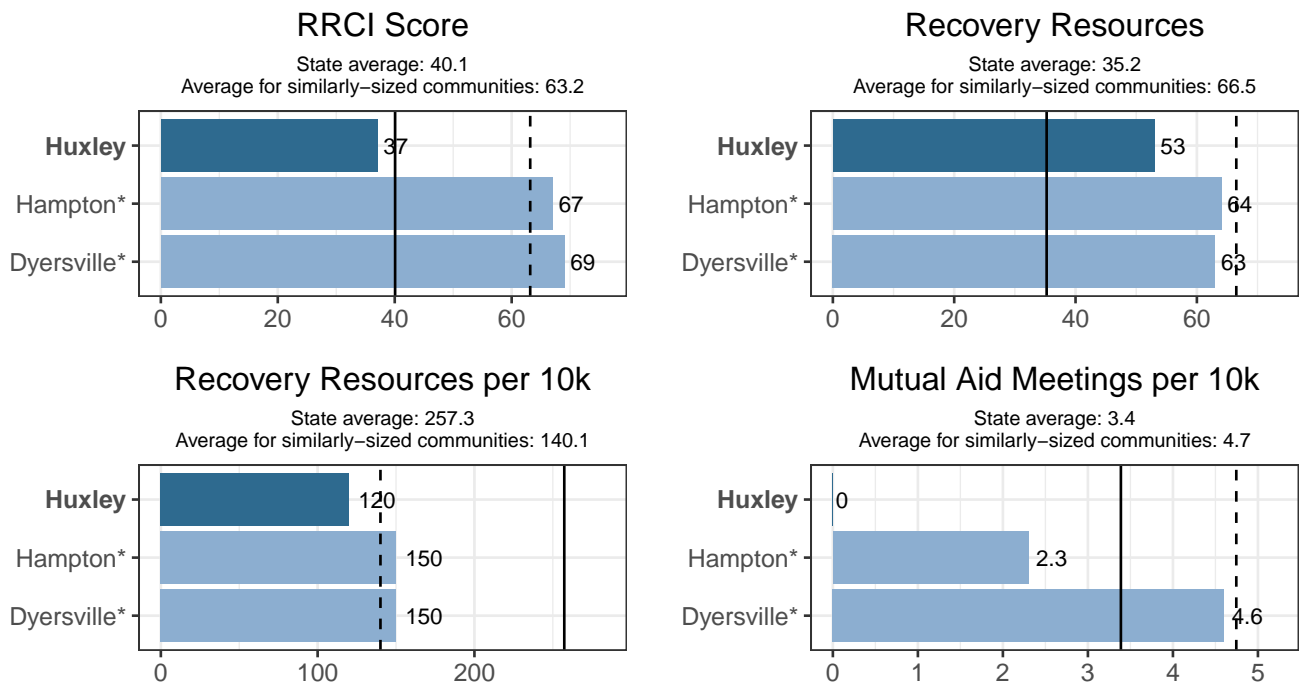 RRCI Score
State average: 40.1
Average for similarly−sized communities: 63.2
Huxley
37
Hampton*
67
Dyersville*
69
0 20 40 60
Recovery Resources
State average: 35.2
Average for similarly−sized communities: 66.5
Huxley
53
Hampton*
64
Dyersville*
63
0 20 40 60
Recovery Resources per 10k
State average: 257.3
Average for similarly−sized communities: 140.1
Huxley
120
Hampton*
150
Dyersville*
150
0 100 200
Mutual Aid Meetings per 10k
State average: 3.4
Average for similarly−sized communities: 4.7
Huxley
0
Hampton*
2.3
Dyersville*
4.6
0 1 2 3 4 5